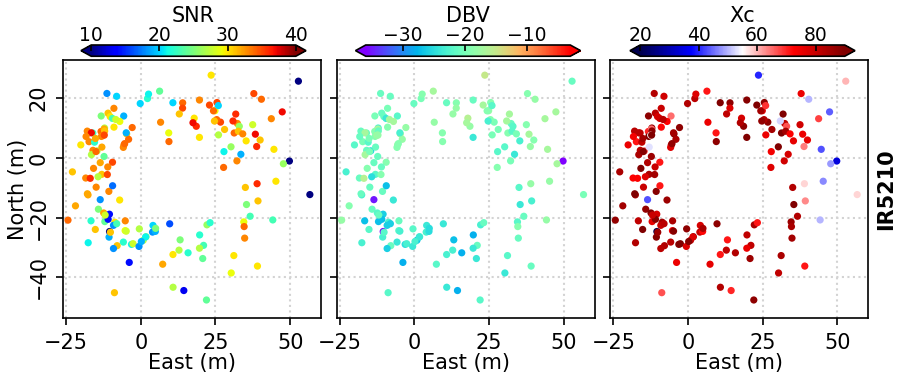 SNR DBV Xc
10 20 30 40 −30 −20 −10 20 40 60 80
North (m)
20
0
−20
−40
−25 0 25 50 −25 0 25 50 −25 0 25 50
East (m) East (m) East (m)
IR5210